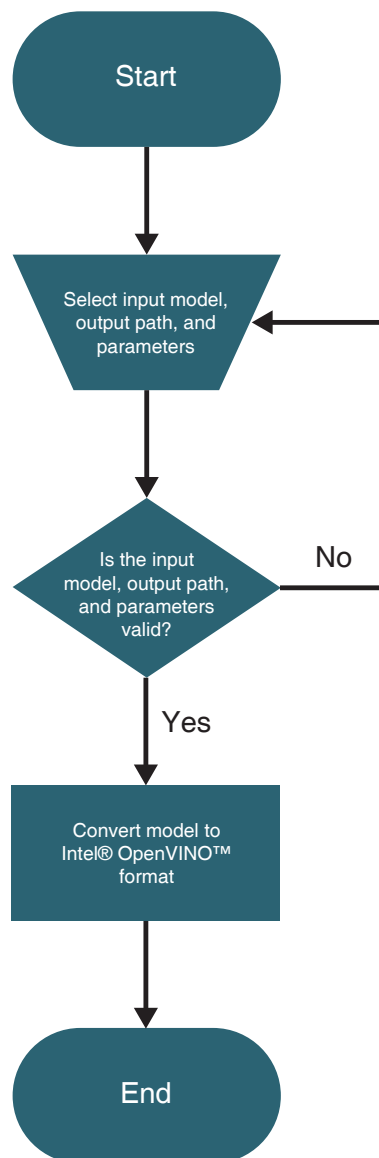 Start
Select input model,
output path, and
parameters
Is the input
model, output path,
and parameters
valid?
No
Yes
Convert model to
Intel® OpenVINO™
format
End